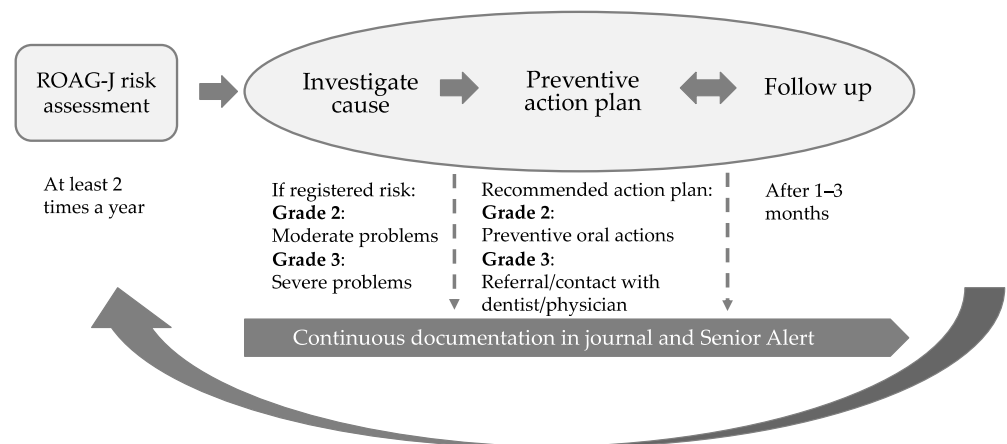 ROAG-J risk
assessment
Investigate
cause
Preventive
action plan
Follow up
At least 2
times a year
If registered risk:
Grade 2:
Moderate problems
Grade 3:
Severe problems
Recommended action plan:
Grade 2:
Preventive oral actions
Grade 3:
Referral/contact with
dentist/physician
After 1–3
months
Continuous documentation in journal and Senior Alert